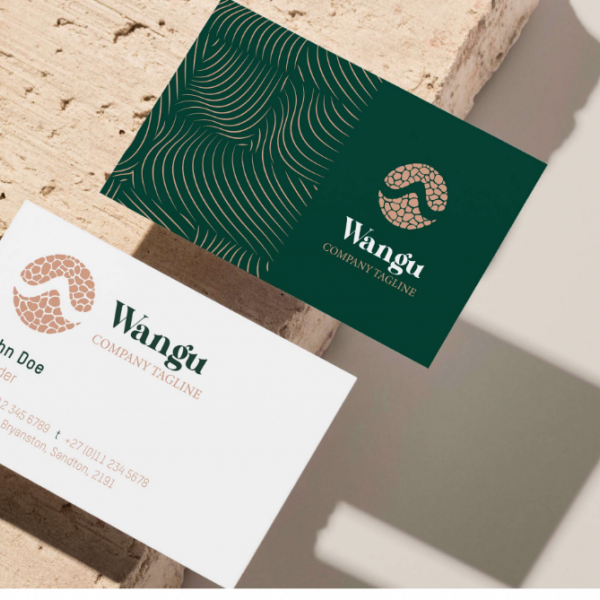 Wangu
COMPANY TAGLINE
Wangu
COMPANY TAGLINE
hn Doe
der
2 345 6789 t +27 (0)11 234 5678
Bryanston, Sandton, 2191